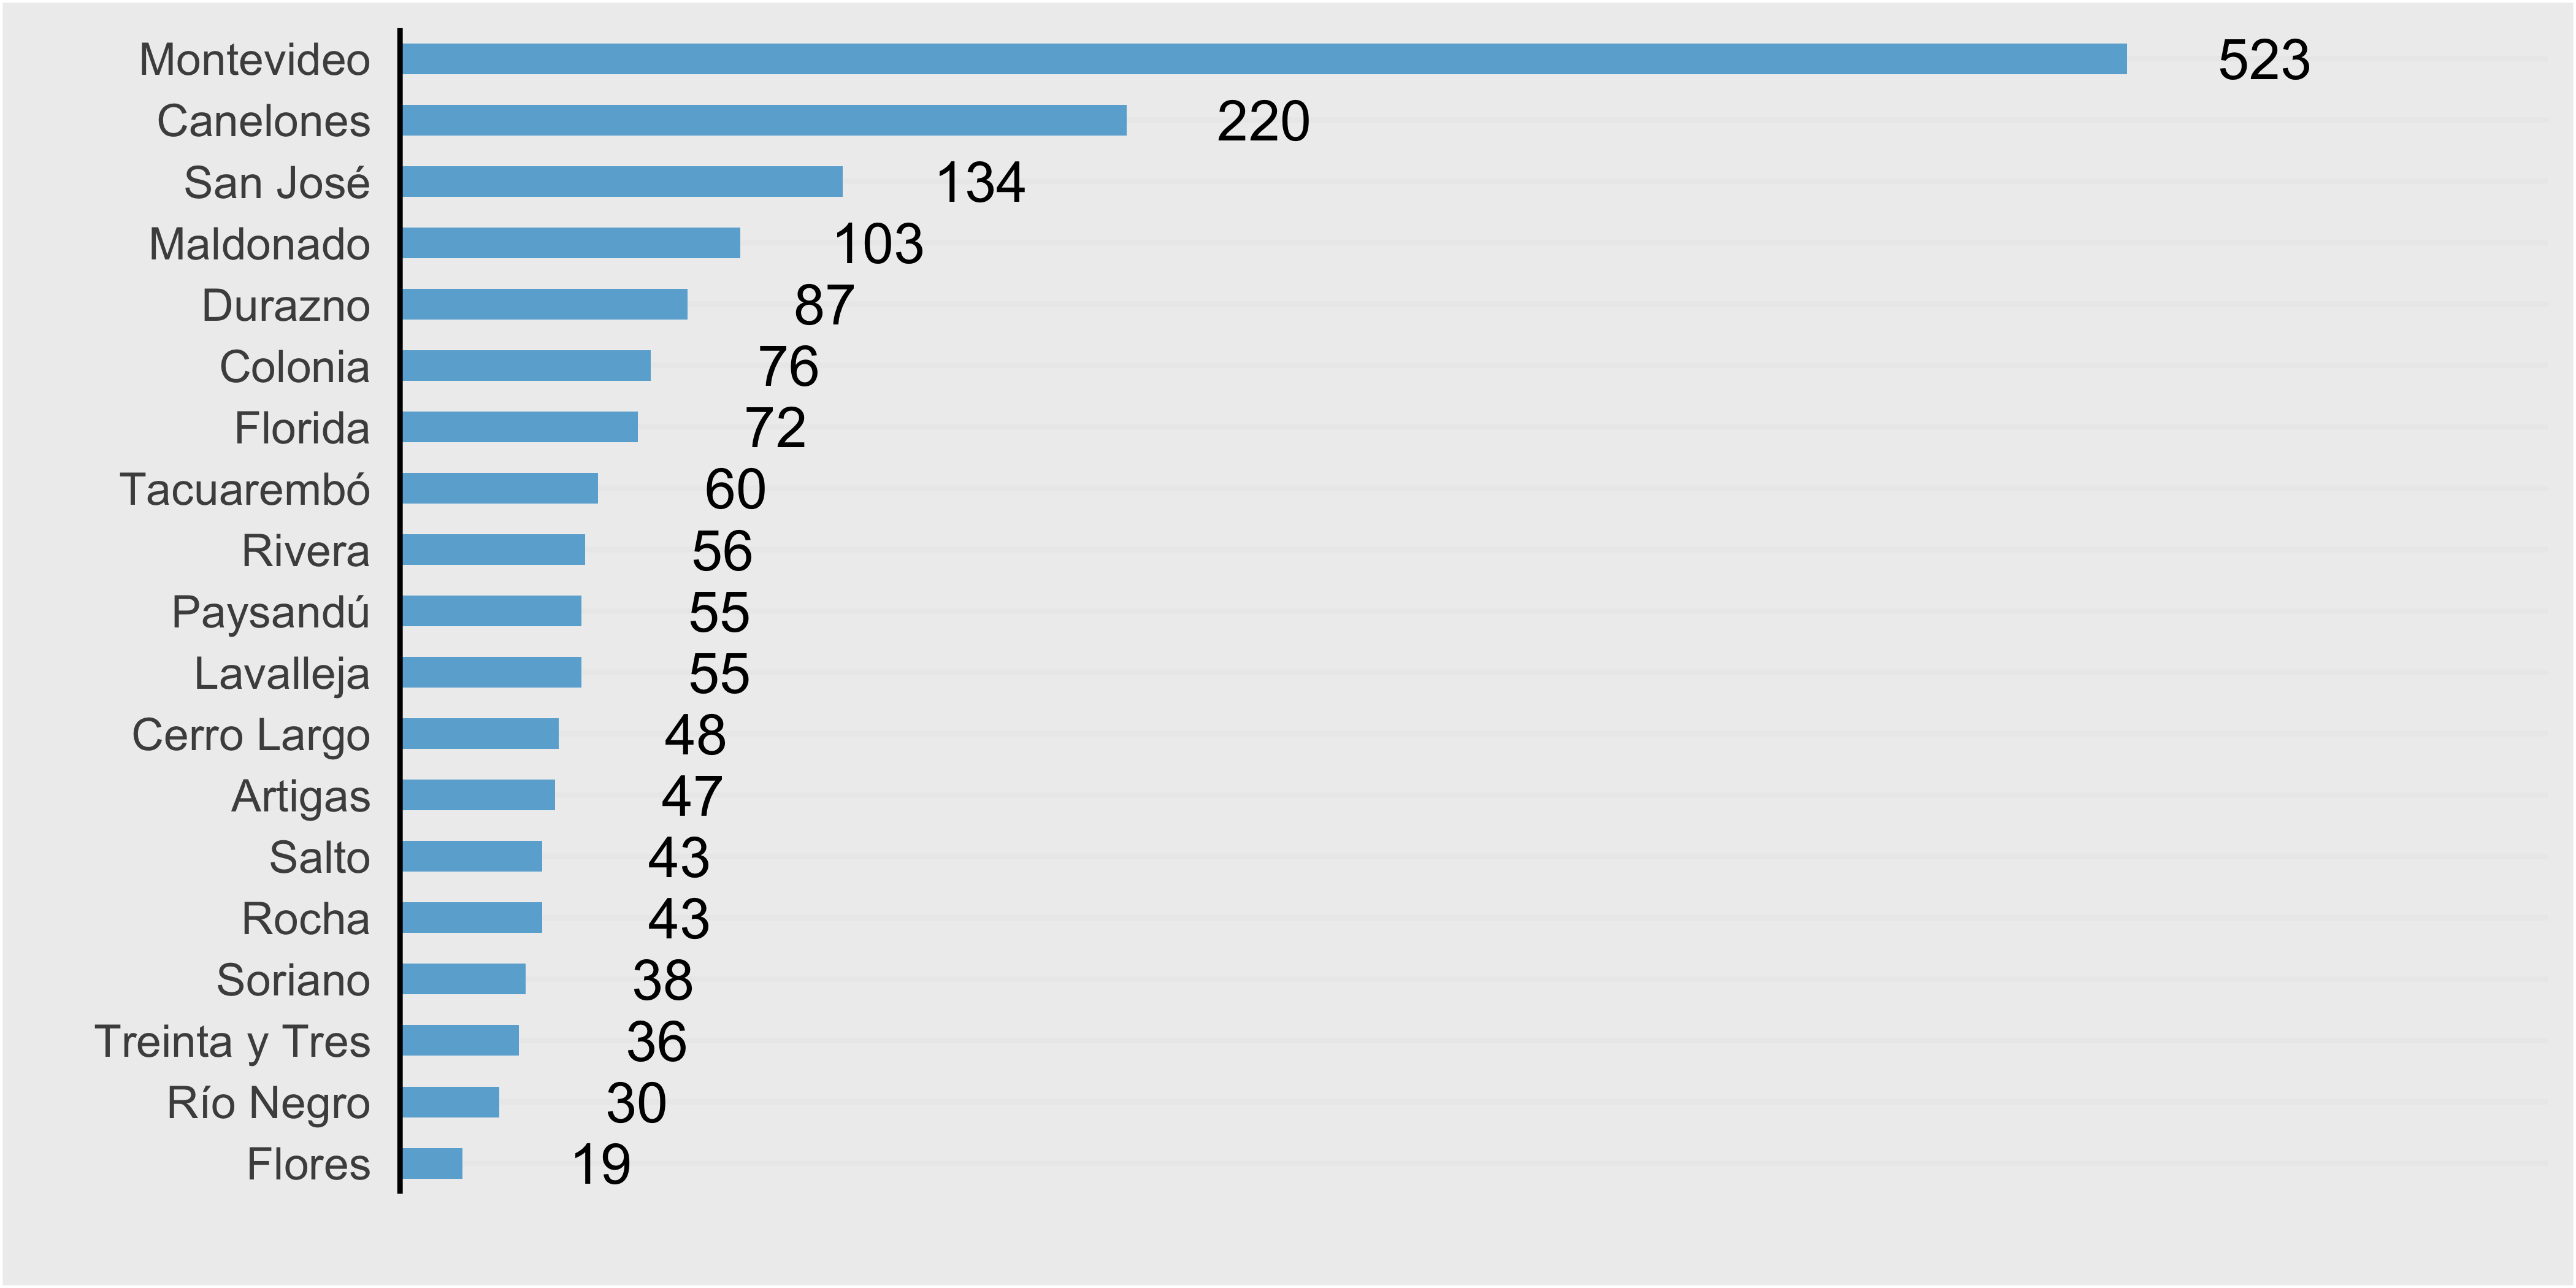 Montevideo 523
Canelones 220
San José 134
Maldonado 103
Durazno 87
Colonia 76
Florida 72
Tacuarembó 60
Rivera 56
Paysandú 55
Lavalleja 55
Cerro Largo 48
Artigas 47
Salto 43
Rocha 43
Soriano 38
Treinta y Tres 36
Río Negro 30
Flores 19